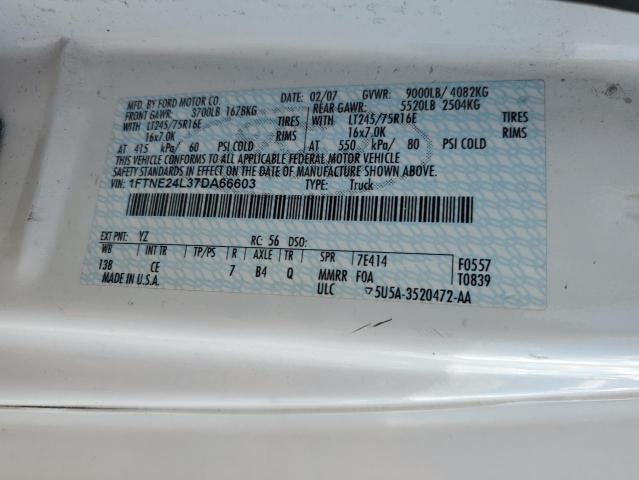 MFD. BY FORD MOTOR CO. DATE: 02/07 GVWR: 9000LB/ 4082KG
FRONT GAWR: 3700LB 1678KG REAR GAWR: 5520LB 2504KG
WITH LT245/75R16E TIRES WITH LT245/75R16E TIRES
16x7.0K RIMS 16x7.0K RIMS
AT 415 kPa/ 60 PSI COLD AT 550 kPa/ 80 PSI COLD
THIS VEHICLE CONFORMS TO ALL APPLICABLE FEDERAL MOTOR VEHICLE
SAFETY STANDARDS IN EFFECT ON THE DATE OF MANUFACTURE SHOWN ABOVE.
VIN: 1FTNE24L37DA66603 TYPE: Truck
EXT PNT: YZ RC: 56 DSO:
WB INT TR TP/PS R AXLE TR SPR 7E414 F0557
138 CE 7 B4 Q MMRR FOA T0839
MADE IN U.S.A. ULC 5U5A-3520472-AA